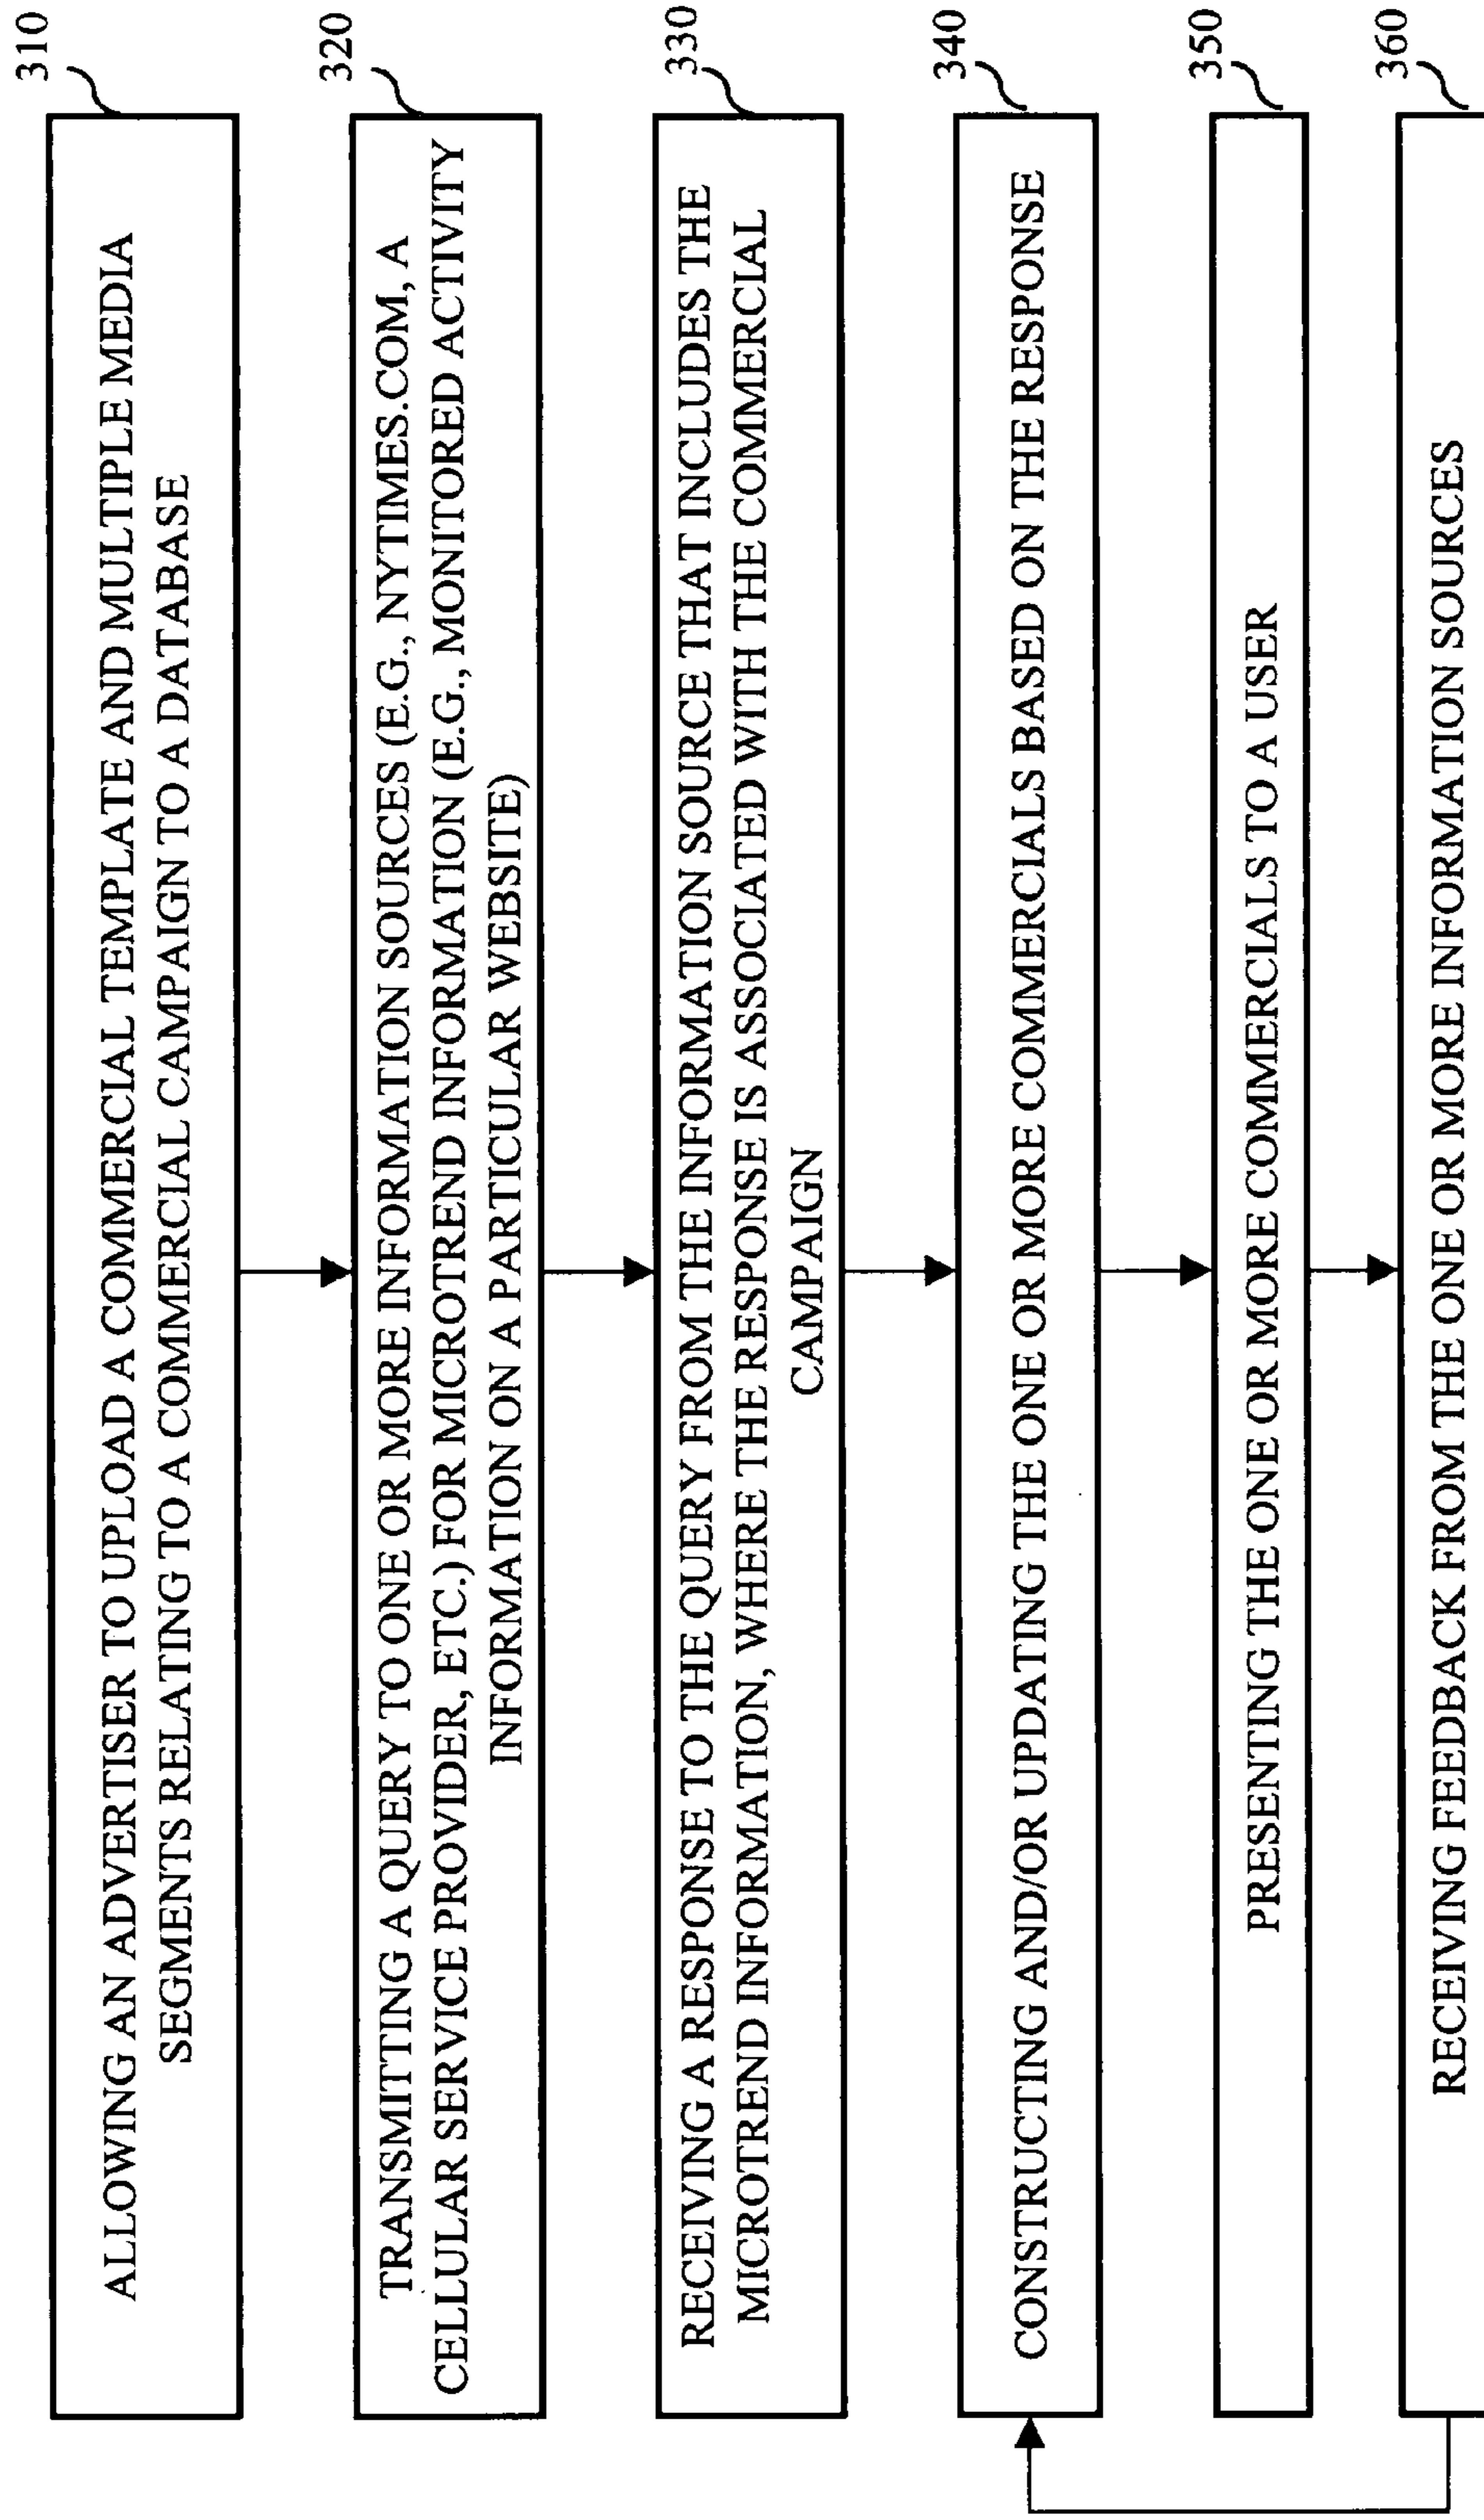 310
ALLOWING AN ADVERTISER TO UPLOAD A COMMERCIAL TEMPLATE AND MULTIPLE MEDIA
SEGMENTS RELATING TO A COMMERCIAL CAMPAIGN TO A DATABASE
320
TRANSMITTING A QUERY TO ONE OR MORE INFORMATION SOURCES (E.G., NYTIMES.COM, A
CELLULAR SERVICE PROVIDER, ETC.) FOR MICROTREND INFORMATION (E.G., MONITORED ACTIVITY
INFORMATION ON A PARTICULAR WEBSITE)
330
RECEIVING A RESPONSE TO THE QUERY FROM THE INFORMATION SOURCE THAT INCLUDES THE
MICROTREND INFORMATION, WHERE THE RESPONSE IS ASSOCIATED WITH THE COMMERCIAL
CAMPAIGN
340
CONSTRUCTING AND/OR UPDATING THE ONE OR MORE COMMERCIALS BASED ON THE RESPONSE
350
PRESENTING THE ONE OR MORE COMMERCIALS TO A USER
360
RECEIVING FEEDBACK FROM THE ONE OR MORE INFORMATION SOURCES